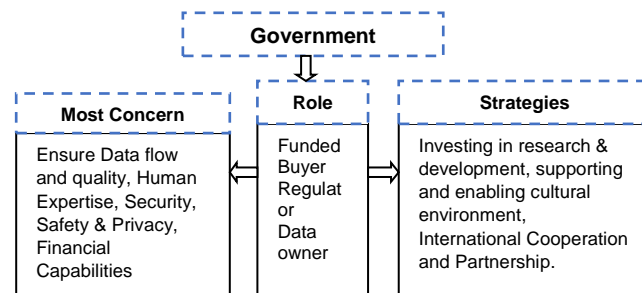 Government
Most Concern
Ensure Data flow
and quality, Human
Expertise, Security,
Safety & Privacy,
Financial
Capabilities
Role
Funded
Buyer
Regulat
or
Data
owner
Strategies
Investing in research &
development, supporting
and enabling cultural
environment,
International Cooperation
and Partnership.